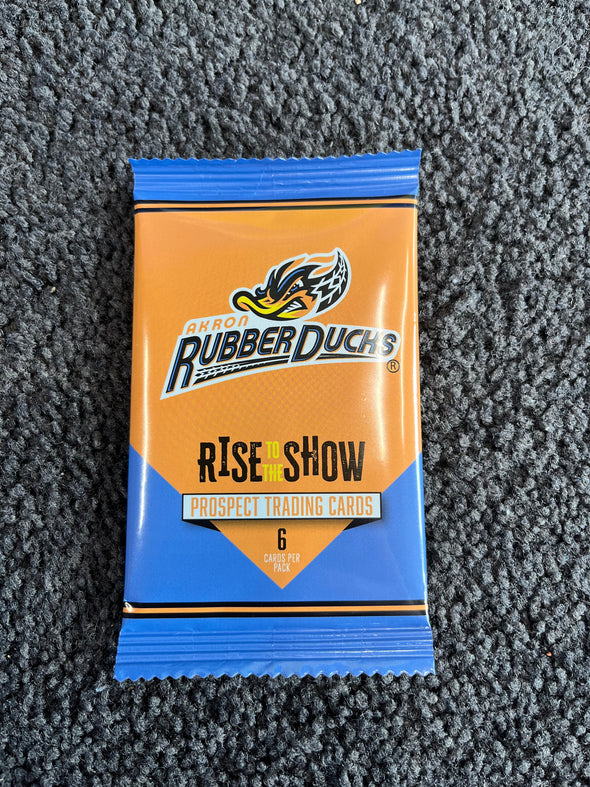 AKRON
RUBBERDUCKS®
RISE TO THE SHOW
PROSPECT TRADING CARDS
6
CARDS PER
PACK